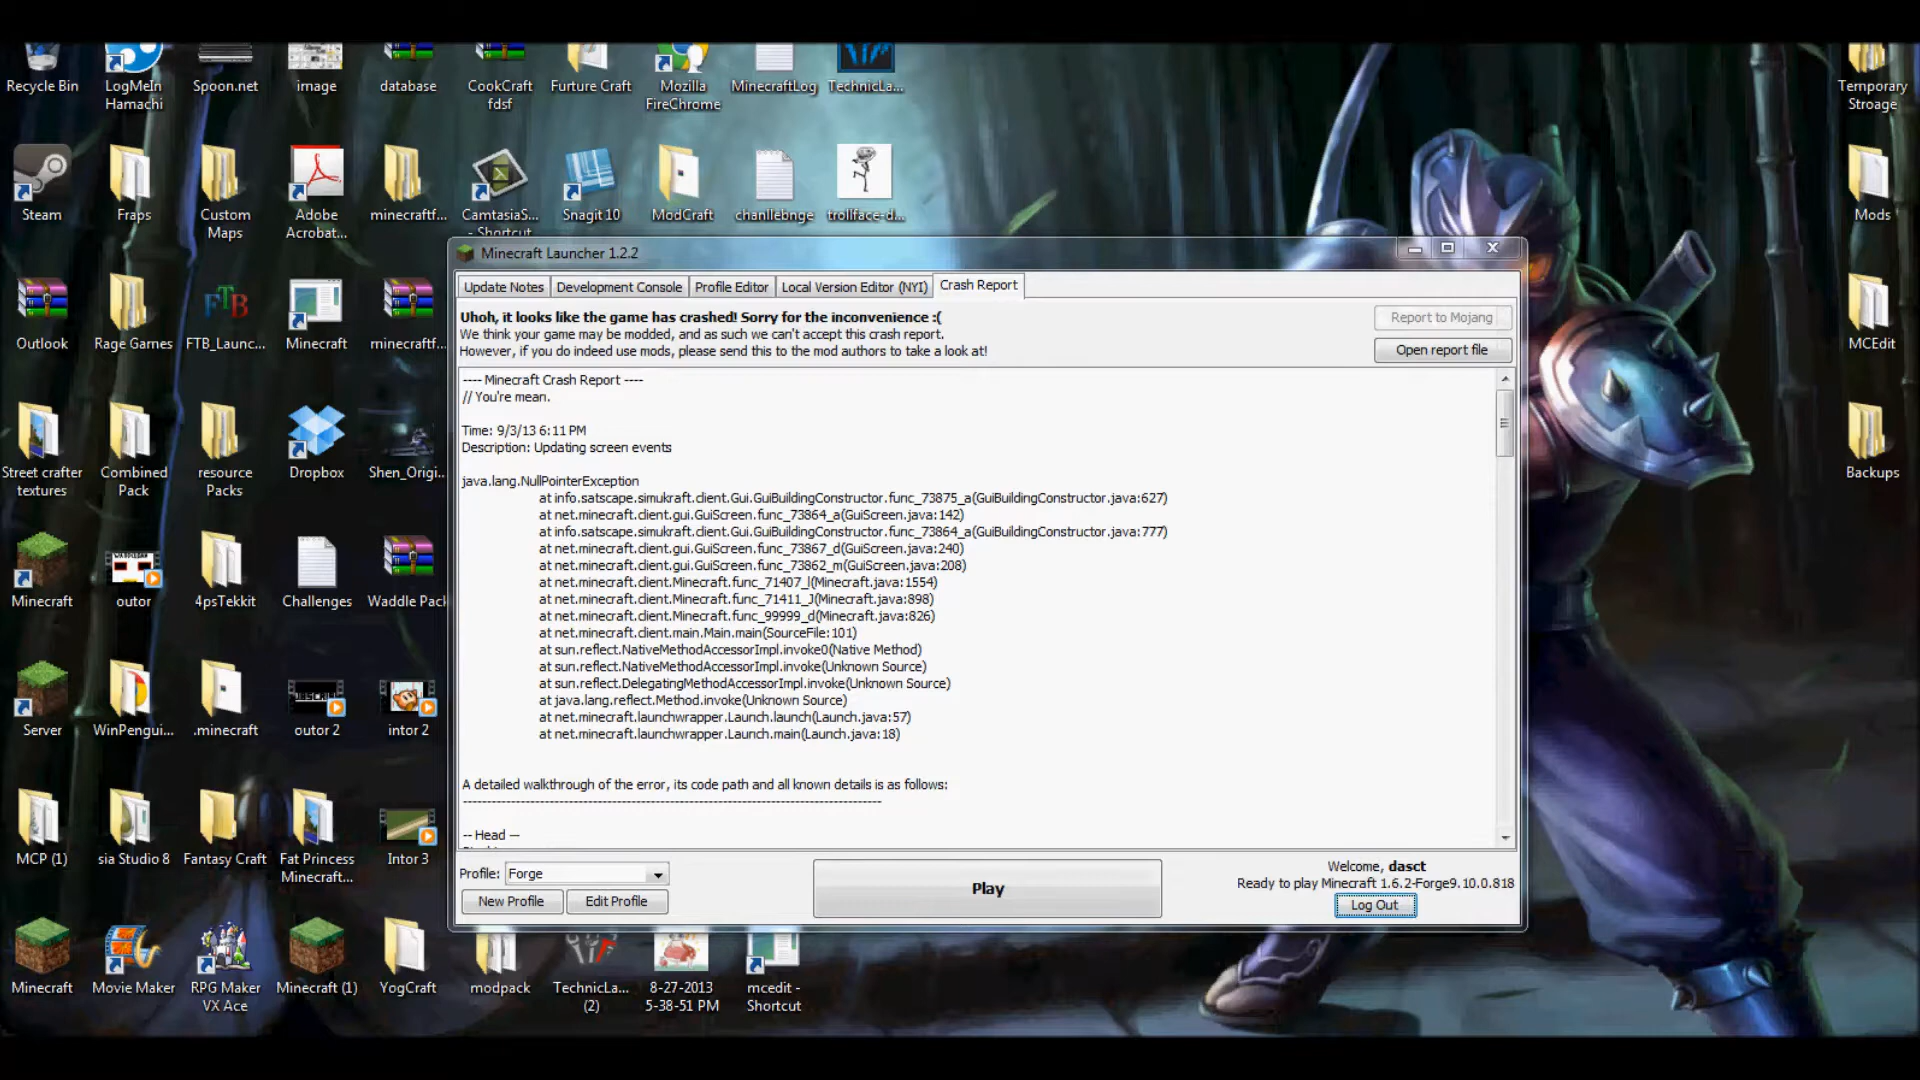 Recycle Bin
LogMeIn
Hamachi
Spoon.net
image
database
CookCraft
fdsf
Furture Craft
Mozilla
FireChrome
MinecraftLog
TechnicLa...
Temporary
Stroage
Steam
Fraps
Custom
Maps
Adobe
Acrobat...
minecraftf...
CamtasiaS...
- Shortcut
Snagit 10
ModCraft
chanllebnge
trollface-d...
Mods
Outlook
Rage Games
FTB
FTB_Launc...
Minecraft
minecraftf...
MCEdit
Street crafter
textures
Combined
Pack
resource
Packs
Dropbox
Shen_Origi...
Backups
Minecraft
outor
4psTekkit
Challenges
Waddle Pack
Server
WinPengui...
.minecraft
outor 2
intor 2
MCP (1)
sia Studio 8
Fantasy Craft
Fat Princess
Minecraft...
Intor 3
Minecraft
Movie Maker
RPG Maker
VX Ace
Minecraft (1)
YogCraft
modpack
TechnicLa...
(2)
8-27-2013
5-38-51 PM
mcedit -
Shortcut
Minecraft Launcher 1.2.2
Update Notes
Development Console
Profile Editor
Local Version Editor (NYI)
Crash Report
Uhoh, it looks like the game has crashed! Sorry for the inconvenience :(
We think your game may be modded, and as such we can't accept this crash report.
However, if you do indeed use mods, please send this to the mod authors to take a look at!
Report to Mojang
Open report file
---- Minecraft Crash Report ----
// You're mean.
Time: 9/3/13 6:11 PM
Description: Updating screen events
java.lang.NullPointerException
at info.satscape.simukraft.client.Gui.GuiBuildingConstructor.func_73875_a(GuiBuildingConstructor.java:627)
at net.minecraft.client.gui.GuiScreen.func_73864_a(GuiScreen.java:142)
at info.satscape.simukraft.client.Gui.GuiBuildingConstructor.func_73864_a(GuiBuildingConstructor.java:777)
at net.minecraft.client.gui.GuiScreen.func_73867_d(GuiScreen.java:240)
at net.minecraft.client.gui.GuiScreen.func_73862_m(GuiScreen.java:208)
at net.minecraft.client.Minecraft.func_71407_l(Minecraft.java:1554)
at net.minecraft.client.Minecraft.func_71411_J(Minecraft.java:898)
at net.minecraft.client.Minecraft.func_99999_d(Minecraft.java:826)
at net.minecraft.client.main.Main.main(SourceFile:101)
at sun.reflect.NativeMethodAccessorImpl.invoke0(Native Method)
at sun.reflect.NativeMethodAccessorImpl.invoke(Unknown Source)
at sun.reflect.DelegatingMethodAccessorImpl.invoke(Unknown Source)
at java.lang.reflect.Method.invoke(Unknown Source)
at net.minecraft.launchwrapper.Launch.launch(Launch.java:57)
at net.minecraft.launchwrapper.Launch.main(Launch.java:18)
A detailed walkthrough of the error, its code path and all known details is as follows:
---------------------------------------------------------------------------------------
-- Head --
Profile: Forge
New Profile
Edit Profile
Play
Welcome, dasct
Ready to play Minecraft 1.6.2-Forge9.10.0.818
Log Out